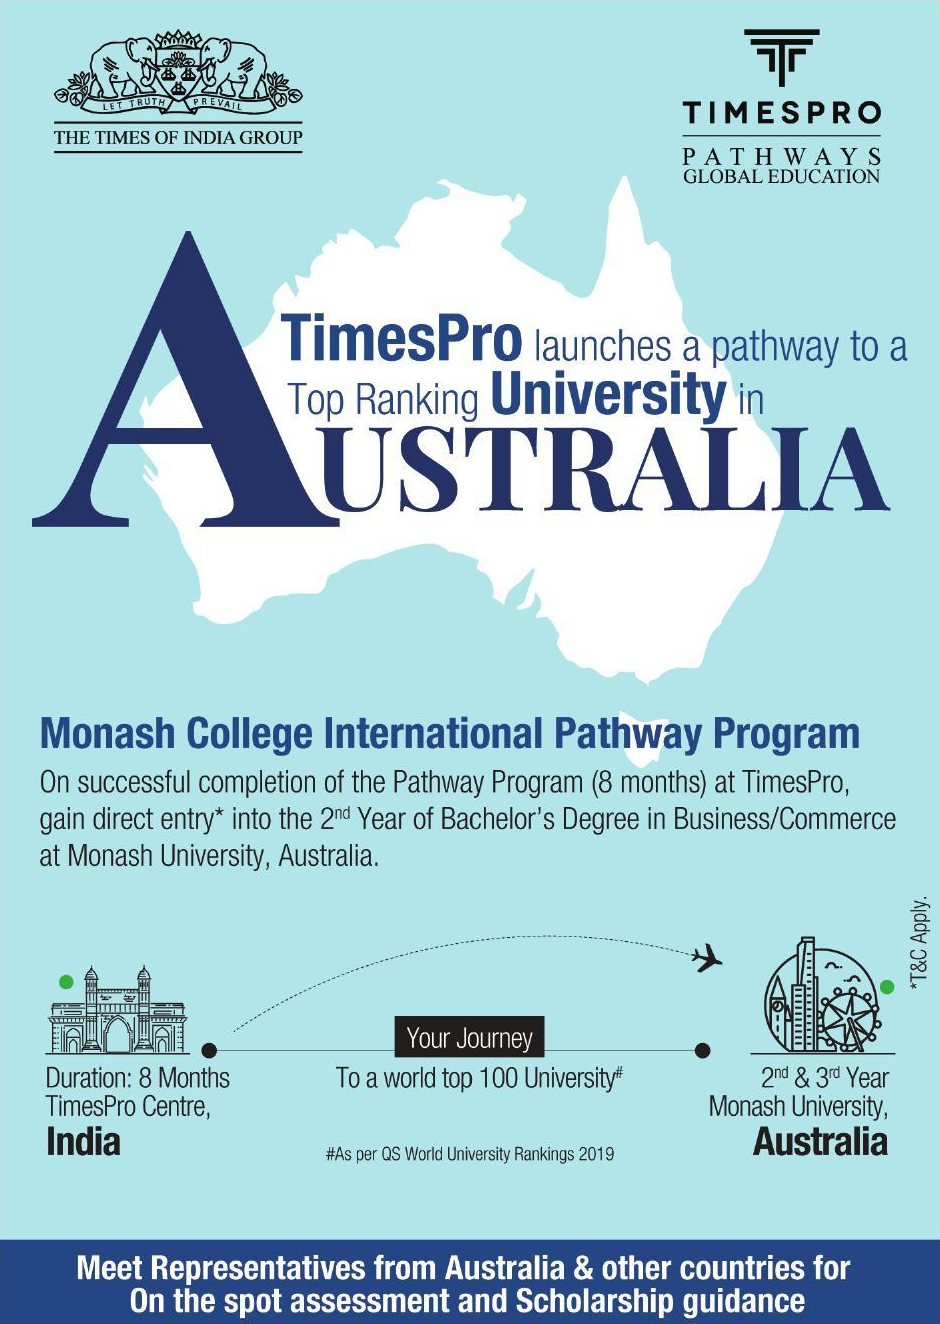 LET TRUTH PREVAIL
THE TIMES OF INDIA GROUP
TIMESPRO
PATHWAYS
GLOBAL EDUCATION
TimesPro launches a pathway to a
Top Ranking University in
AUSTRALIA
Monash College International Pathway Program
On successful completion of the Pathway Program (8 months) at TimesPro,
gain direct entry* into the 2nd Year of Bachelor's Degree in Business/Commerce
at Monash University, Australia.
*T&C Apply.
Your Journey
Duration: 8 Months
TimesPro Centre,
India
To a world top 100 University#
#As per QS World University Rankings 2019
2nd & 3rd Year
Monash University,
Australia
Meet Representatives from Australia & other countries for
On the spot assessment and Scholarship guidance